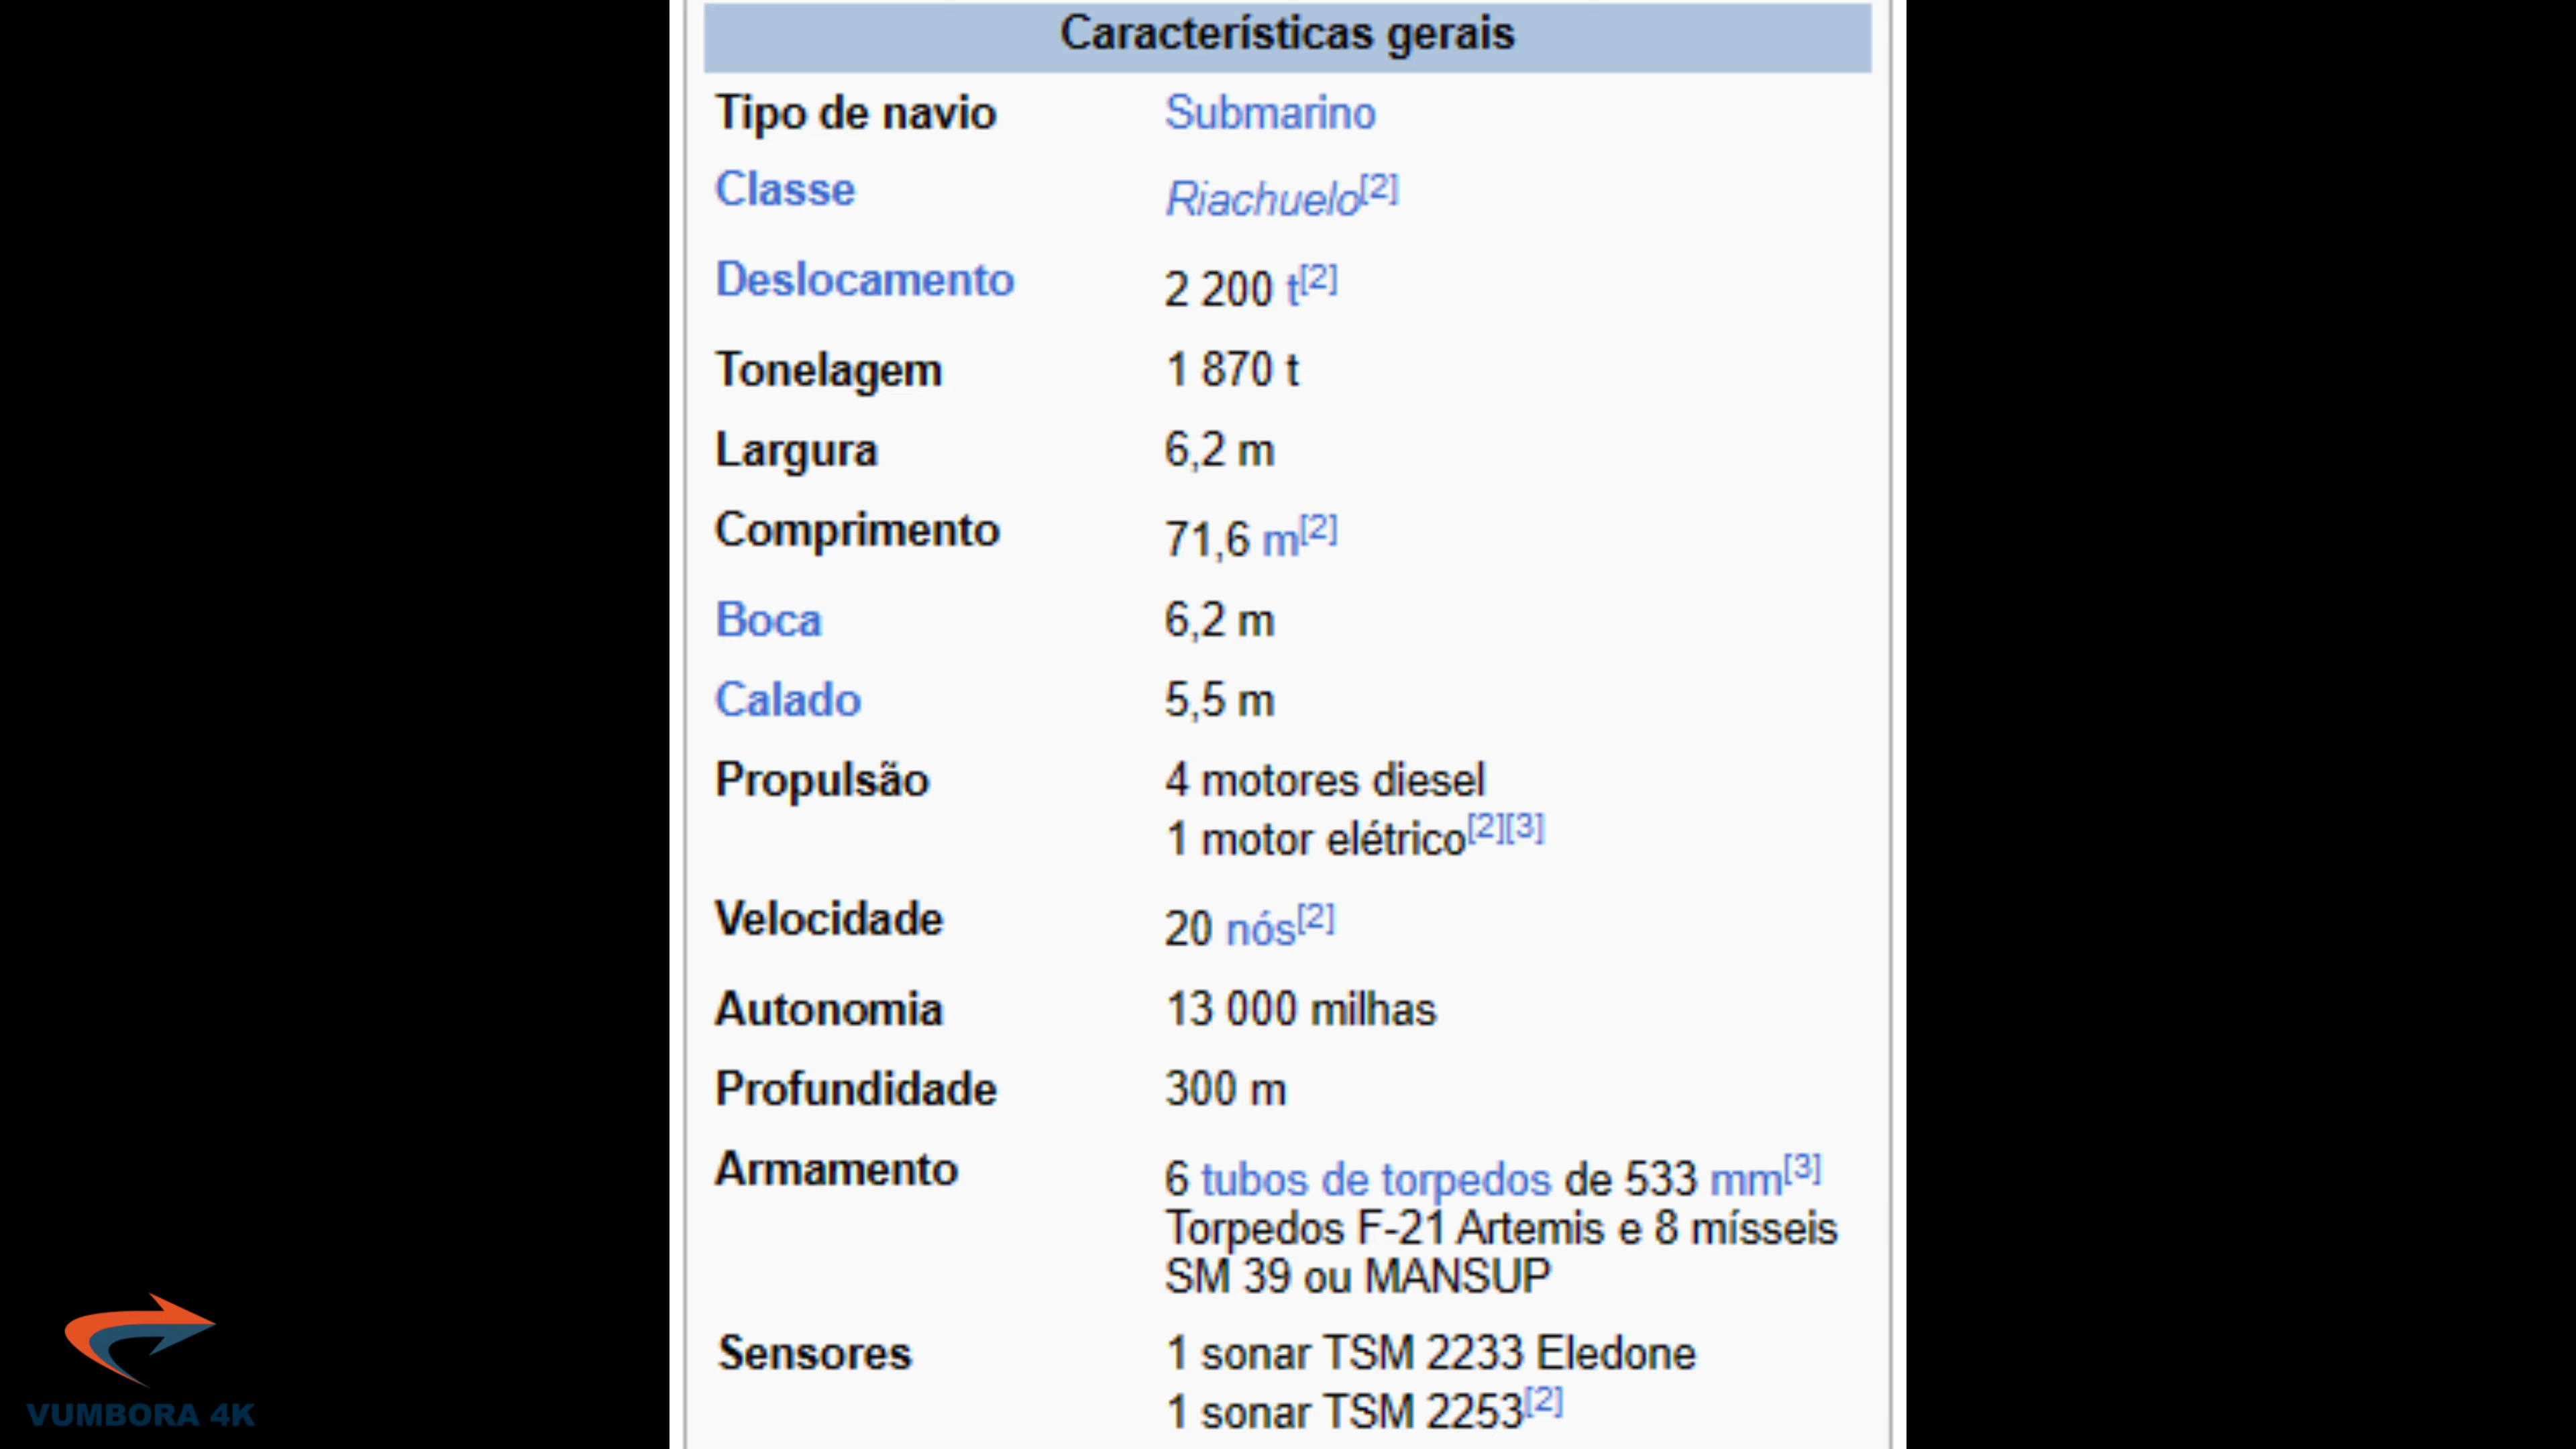 Características gerais
Tipo de navio Submarino
Classe Riachuelo[2]
Deslocamento 2 200 t[2]
Tonelagem 1 870 t
Largura 6,2 m
Comprimento 71,6 m[2]
Boca 6,2 m
Calado 5,5 m
Propulsão 4 motores diesel
1 motor elétrico[2][3]
Velocidade 20 nós[2]
Autonomia 13 000 milhas
Profundidade 300 m
Armamento 6 tubos de torpedos de 533 mm[3]
Torpedos F-21 Artemis e 8 mísseis
SM 39 ou MANSUP
Sensores 1 sonar TSM 2233 Eledone
1 sonar TSM 2253[2]
VUMBORA 4K